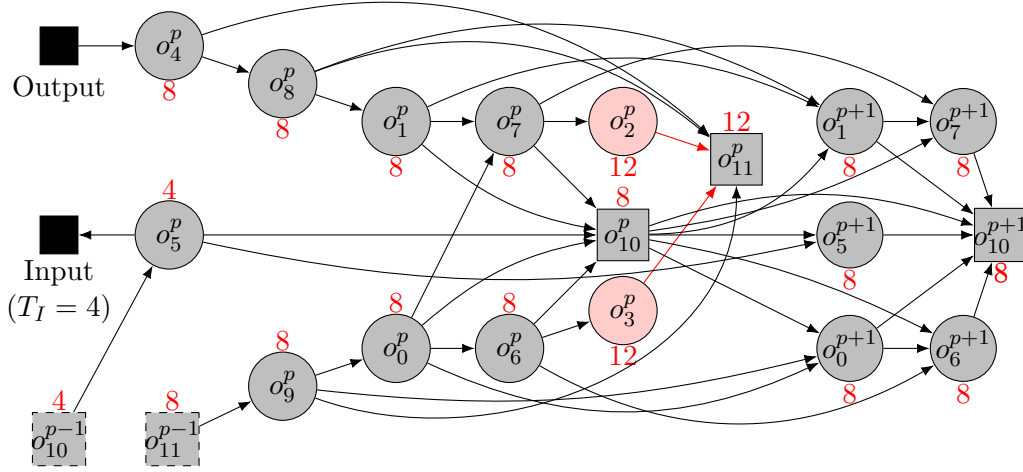 Output
o_4^p
8
o_8^p
8
o_1^p
8
o_7^p
8
o_2^p
12
12
o_11^p
o_1^{p+1}
8
o_7^{p+1}
8
Input
(T_I = 4)
4
o_5^p
8
o_10^p
o_5^{p+1}
8
o_10^{p+1}
8
8
o_9^p
8
o_0^p
8
o_6^p
o_3^p
12
o_0^{p+1}
8
o_6^{p+1}
8
4
o_10^{p-1}
8
o_11^{p-1}